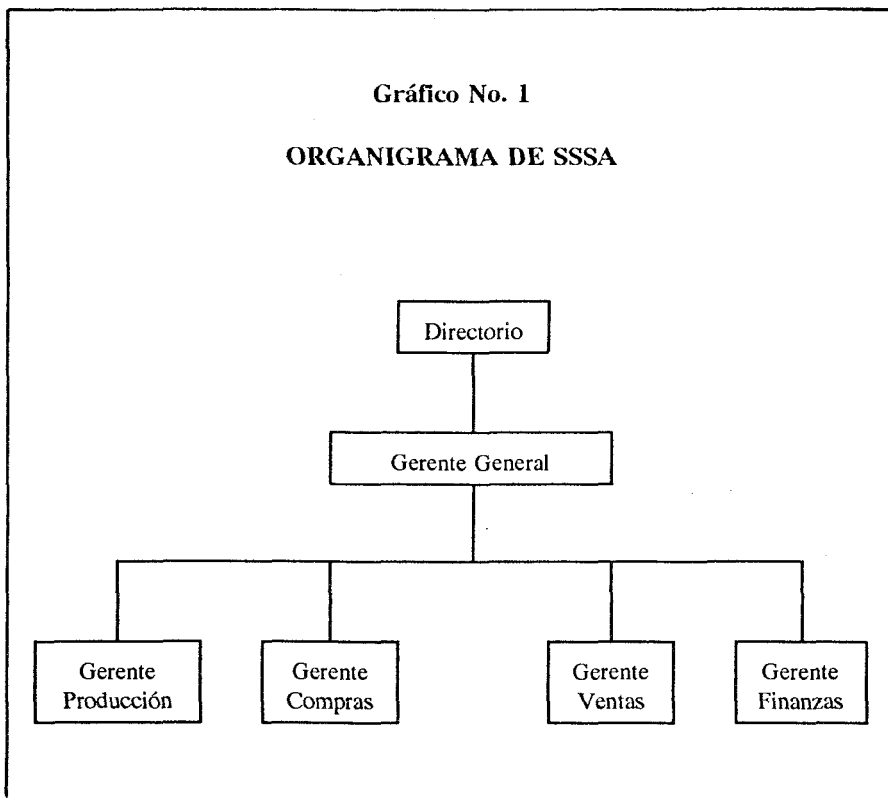 Gráfico No. 1
ORGANIGRAMA DE SSSA
Directorio
Gerente General
Gerente
Producción
Gerente
Compras
Gerente
Ventas
Gerente
Finanzas